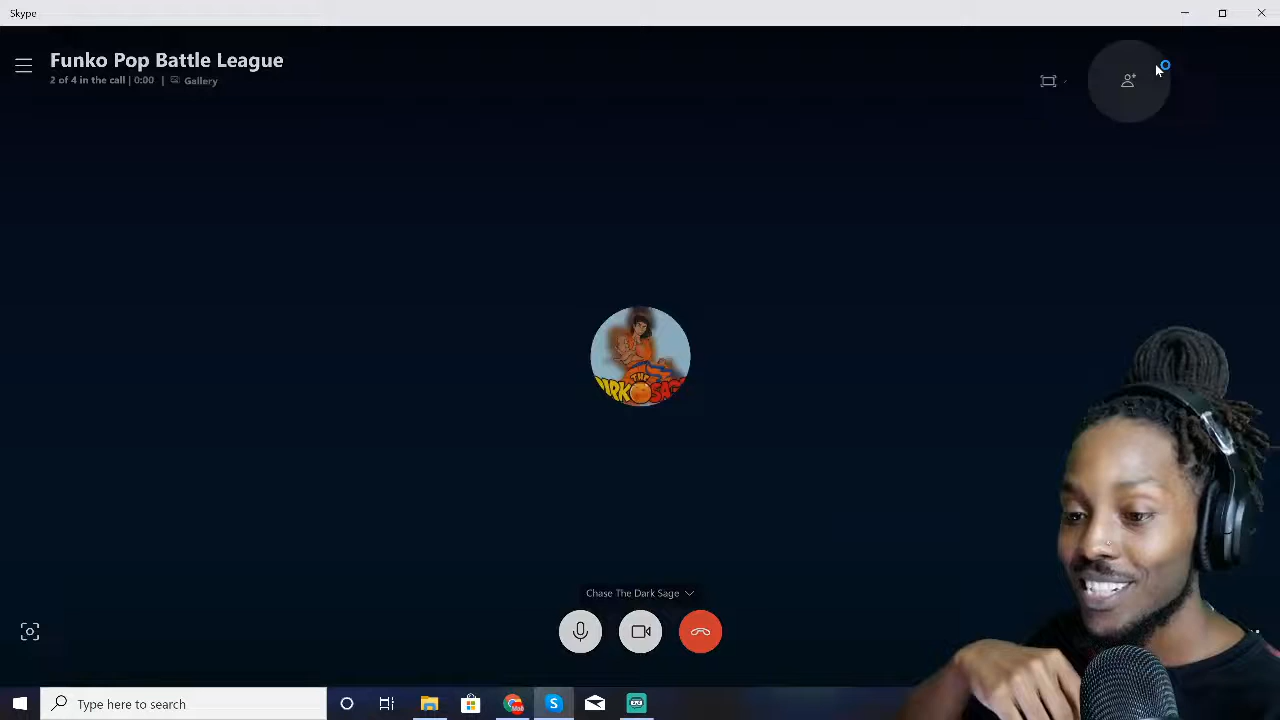 Skype
Funko Pop Battle League
2 of 4 in the call | 0:00 | Gallery
THE
Chase The Dark Sage
Type here to search